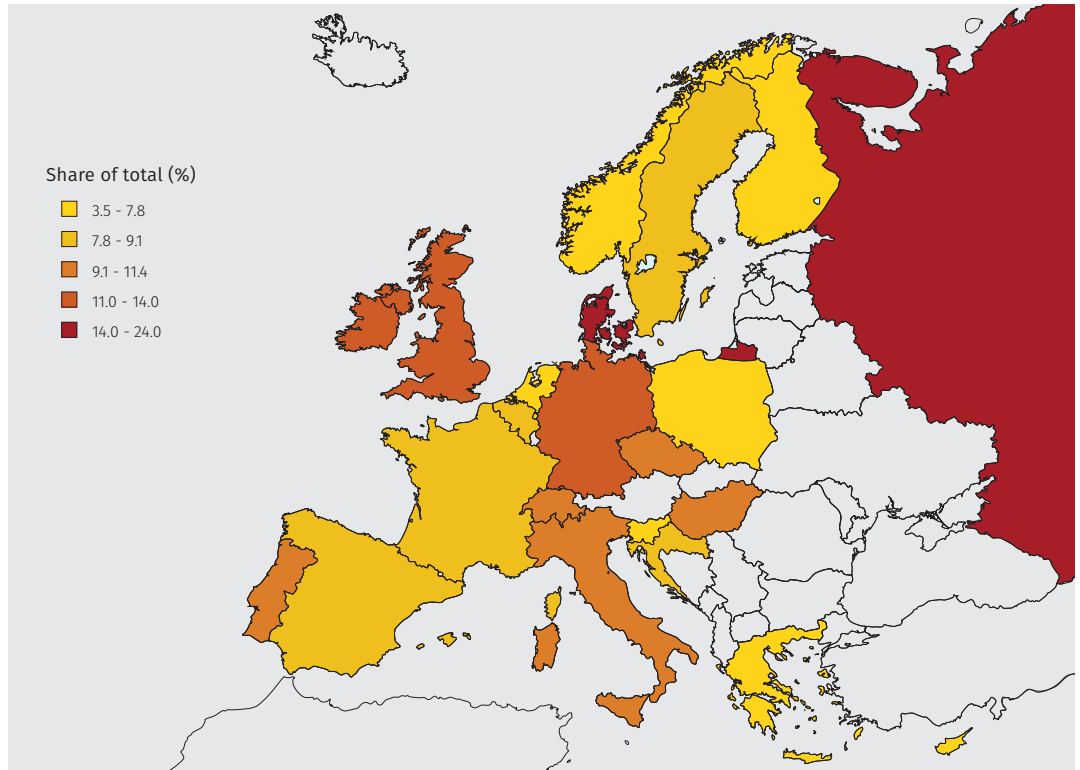 Share of total (%)
3.5 - 7.8
7.8 - 9.1
9.1 - 11.4
11.0 - 14.0
14.0 - 24.0